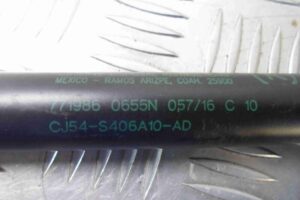 MEXICO - RAMOS ARIZPE, COAH. 25900
771986 0655N 057/16 C 10
CJ54-S406A10-AD